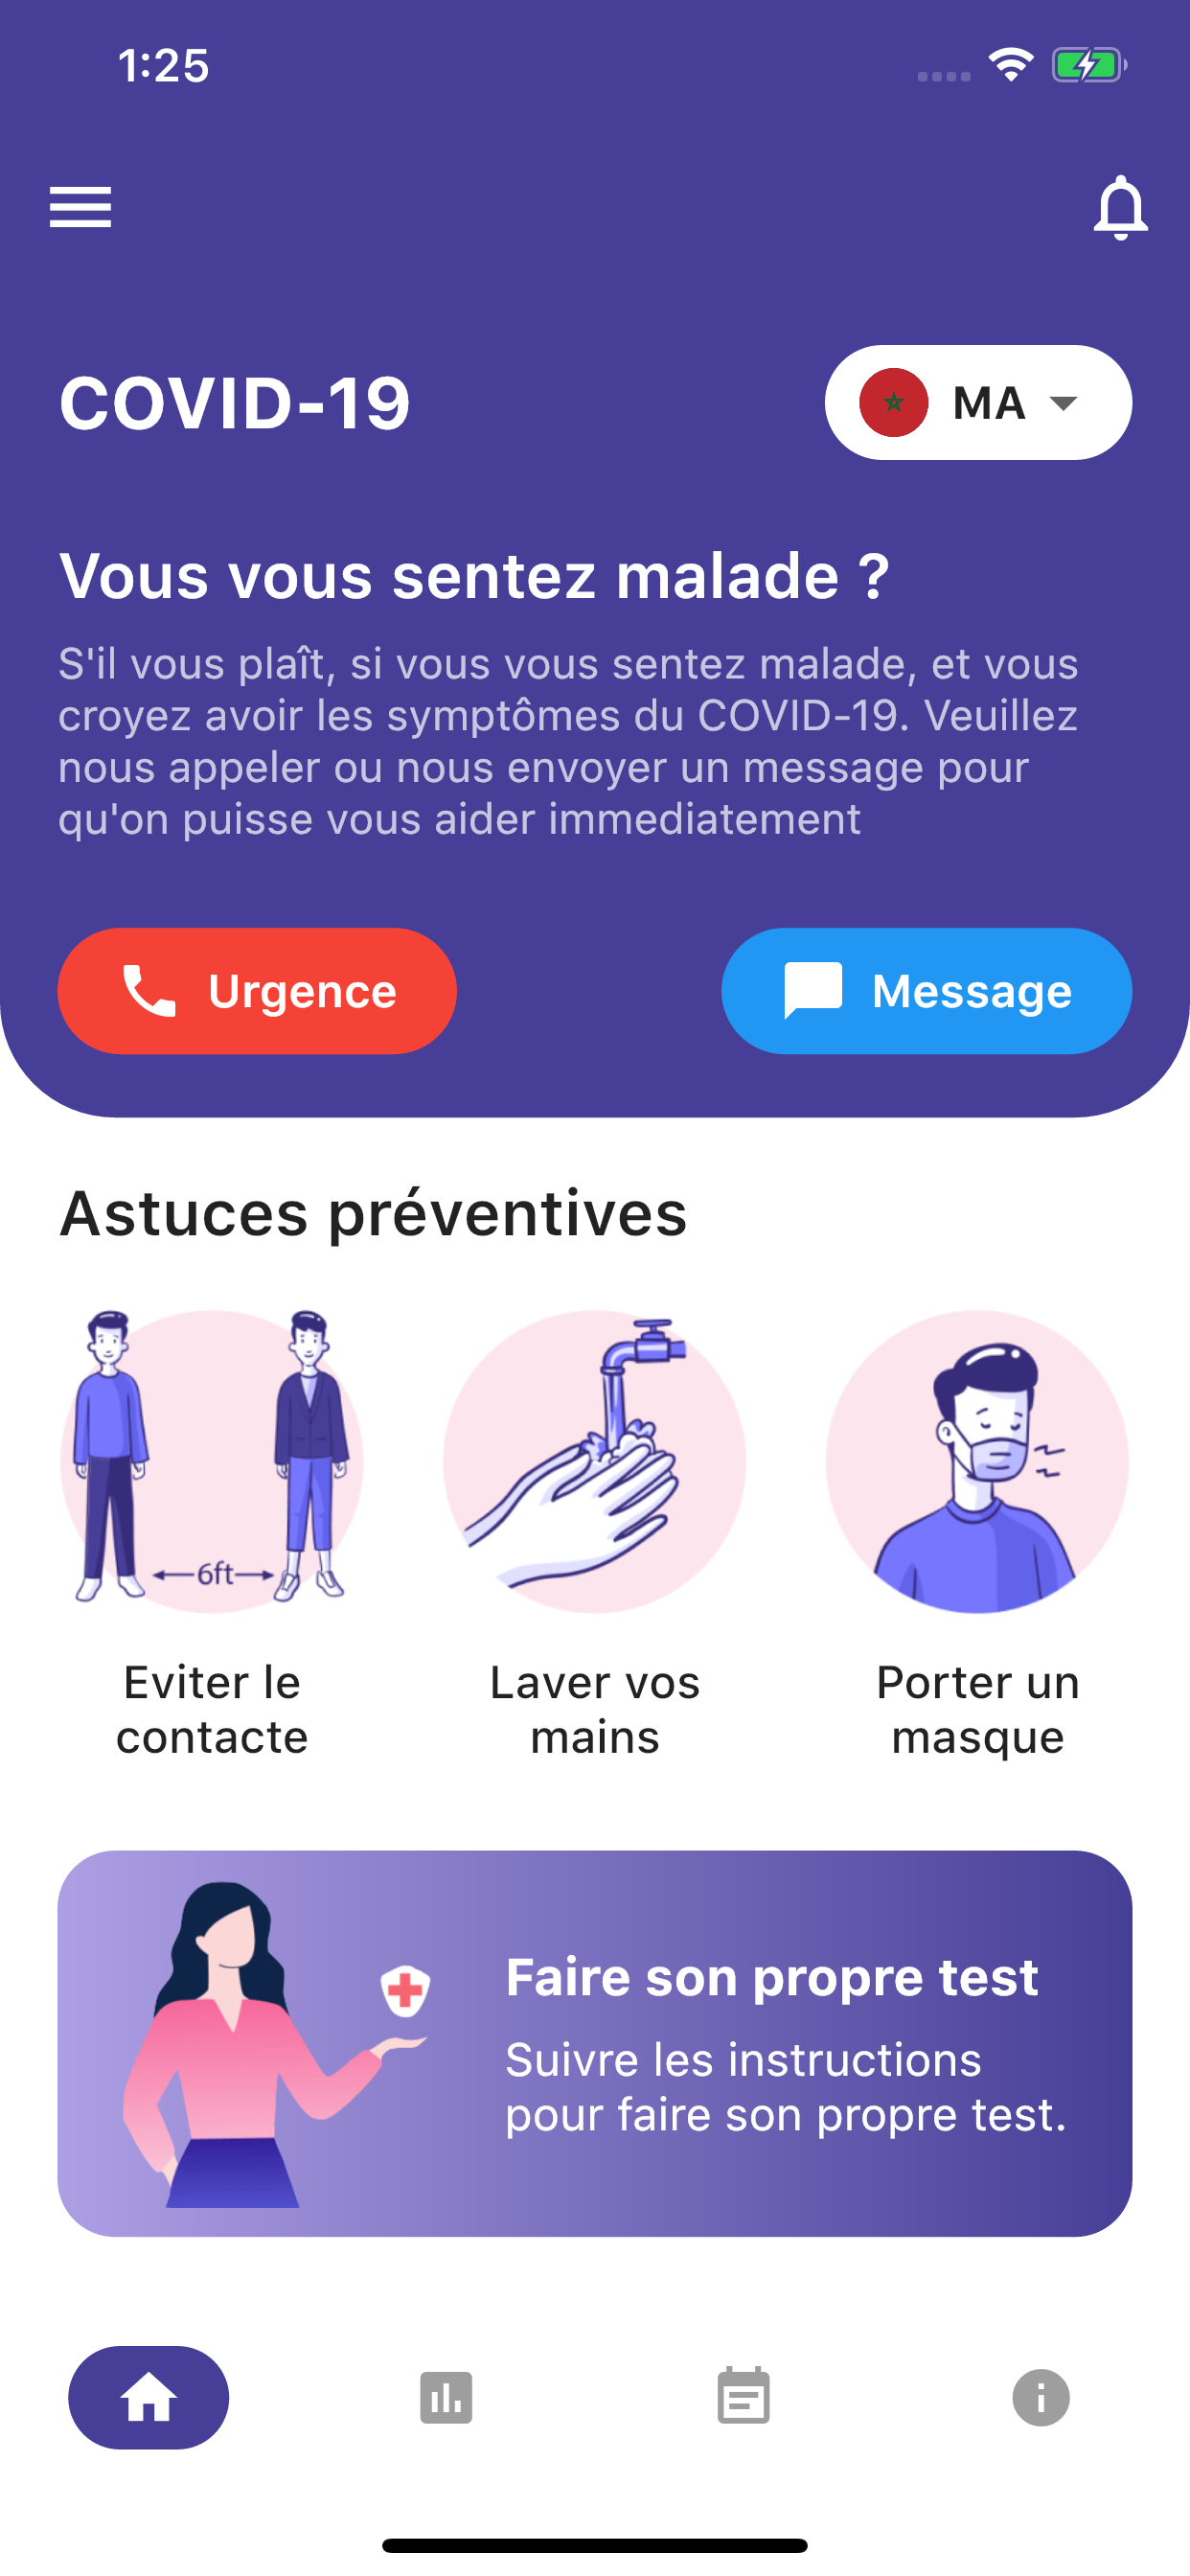 1:25
COVID-19
MA
Vous vous sentez malade ?
S'il vous plaît, si vous vous sentez malade, et vous
croyez avoir les symptômes du COVID-19. Veuillez
nous appeler ou nous envoyer un message pour
qu'on puisse vous aider immediatement
Urgence
Message
Astuces préventives
6ft
Eviter le
contacte
Laver vos
mains
Porter un
masque
Faire son propre test
Suivre les instructions
pour faire son propre test.